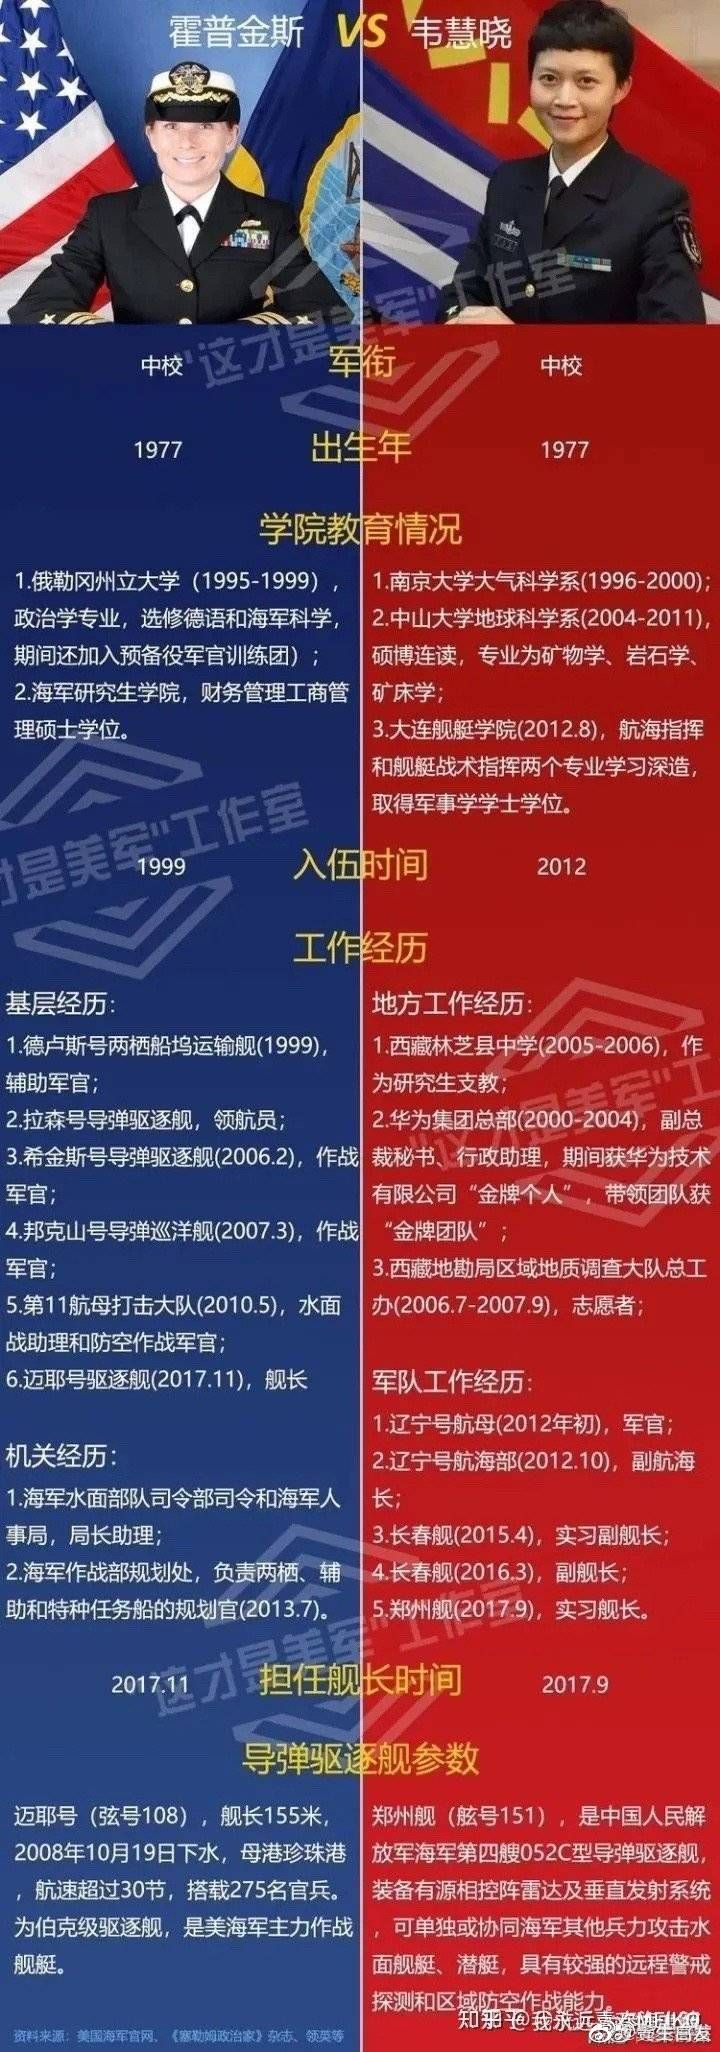 霍普金斯 VS 韦慧晓
中校 军衔 中校
1977 出生年 1977
学院教育情况
1.俄勒冈州立大学（1995-1999），
政治学专业，选修德语和海军科学，
期间还加入预备役军官训练团）；
2.海军研究生学院，财务管理工商管
理硕士学位。
1.南京大学大气科学系(1996-2000)；
2.中山大学地球科学系(2004-2011)，
硕博连读，专业为矿物学、岩石学、
矿床学；
3.大连舰艇学院(2012.8)，航海指挥
和舰艇战术指挥两个专业学习深造，
取得军事学学士学位。
1999 入伍时间 2012
工作经历
基层经历：
1.德卢斯号两栖船坞运输舰(1999)，
辅助军官；
2.拉森号导弹驱逐舰，领航员；
3.希金斯号导弹驱逐舰(2006.2)，作战
军官；
4.邦克山号导弹巡洋舰(2007.3)，作战
军官；
5.第11航母打击大队(2010.5)，水面
战助理和防空作战军官；
6.迈耶号驱逐舰(2017.11)，舰长
机关经历：
1.海军水面部队司令部司令和海军人
事局，局长助理；
2.海军作战部规划处，负责两栖、辅
助和特种任务船的规划官(2013.7)。
地方工作经历：
1.西藏林芝县中学(2005-2006)，作
为研究生支教；
2.华为集团总部(2000-2004)，副总
裁秘书、行政助理，期间获华为技术
有限公司“金牌个人”，带领团队获
“金牌团队”；
3.西藏地勘局区域地质调查大队总工
办(2006.7-2007.9)，志愿者；
军队工作经历：
1.辽宁号航母(2012年初)，军官；
2.辽宁号航海部(2012.10)，副航海
长；
3.长春舰(2015.4)，实习副舰长；
4.长春舰(2016.3)，副舰长；
5.郑州舰(2017.9)，实习舰长。
2017.11 担任舰长时间 2017.9
导弹驱逐舰参数
迈耶号（弦号108），舰长155米，
2008年10月19日下水，母港珍珠港
，航速超过30节，搭载275名官兵。
为伯克级驱逐舰，是美海军主力作战
舰艇。
郑州舰（舷号151），是中国人民解
放军海军第四艘052C型导弹驱逐舰，
装备有源相控阵雷达及垂直发射系统
，可单独或协同海军其他兵力攻击水
面舰艇、潜艇，具有较强的远程警戒
探测和区域防空作战能力。
资料来源：美国海军官网、《塞勒姆政治家》杂志、领英等
"这才是美军"工作室
才是美军"工作室
"这才是美军"工
这才是美军"工作室
知乎